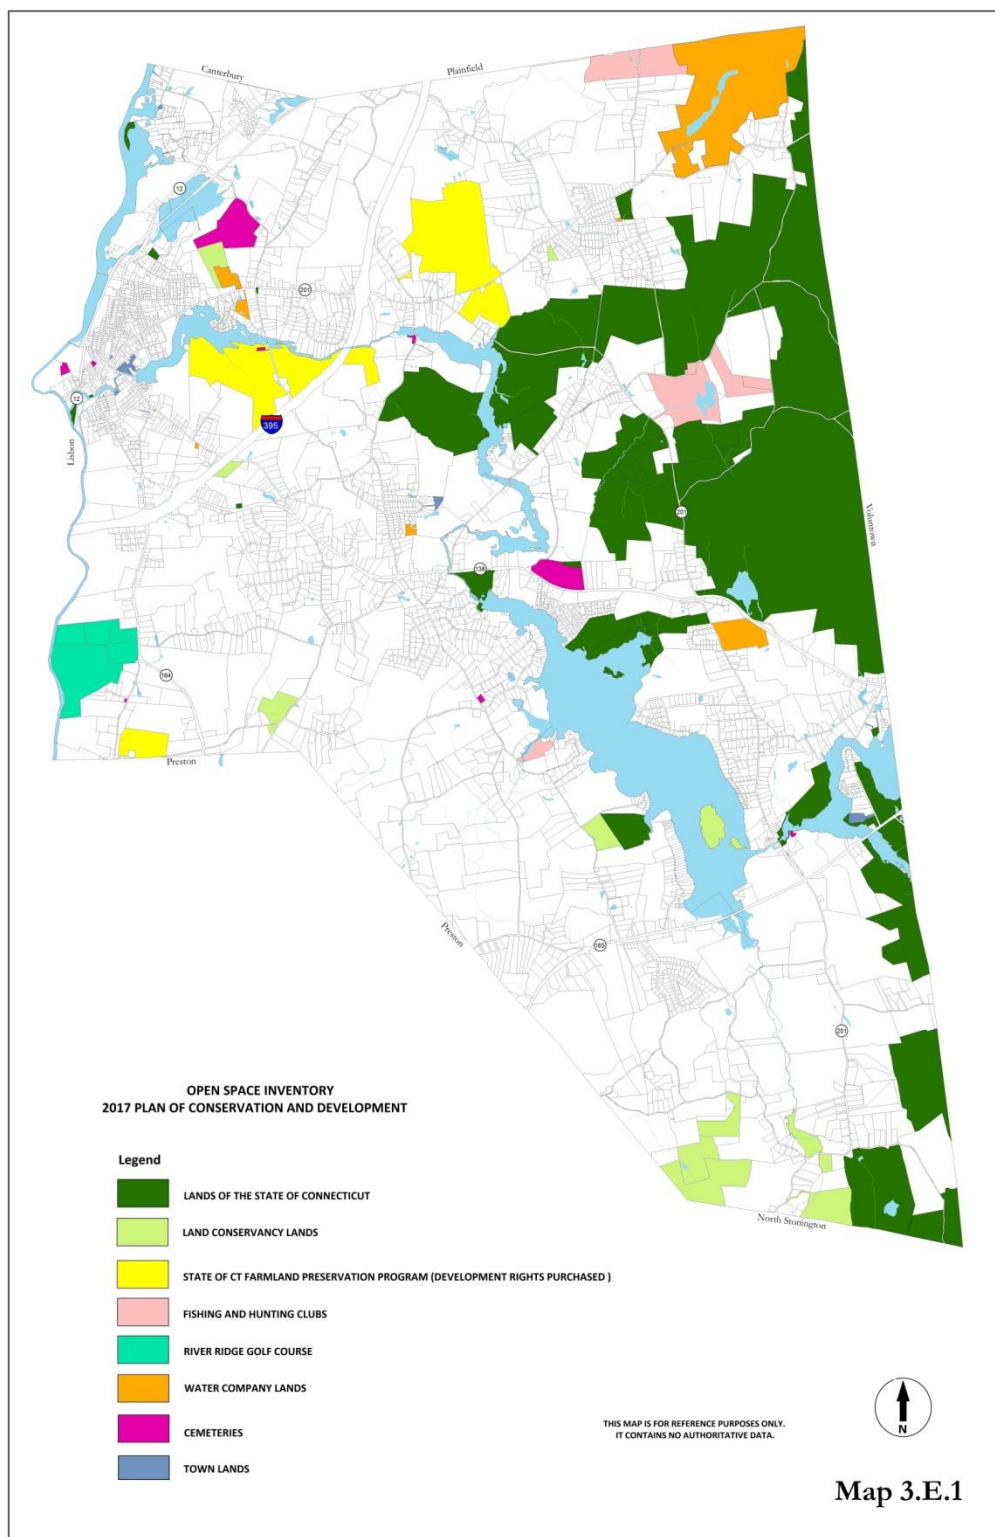 Canterbury
Plainfield
12
201
12
395
Lisbon
201
Voluntown
138
164
Preston
Preston
165
201
North Stonington
OPEN SPACE INVENTORY
2017 PLAN OF CONSERVATION AND DEVELOPMENT
Legend
LANDS OF THE STATE OF CONNECTICUT
LAND CONSERVANCY LANDS
STATE OF CT FARMLAND PRESERVATION PROGRAM (DEVELOPMENT RIGHTS PURCHASED )
FISHING AND HUNTING CLUBS
RIVER RIDGE GOLF COURSE
WATER COMPANY LANDS
CEMETERIES
TOWN LANDS
THIS MAP IS FOR REFERENCE PURPOSES ONLY.
IT CONTAINS NO AUTHORITATIVE DATA.
N
Map 3.E.1